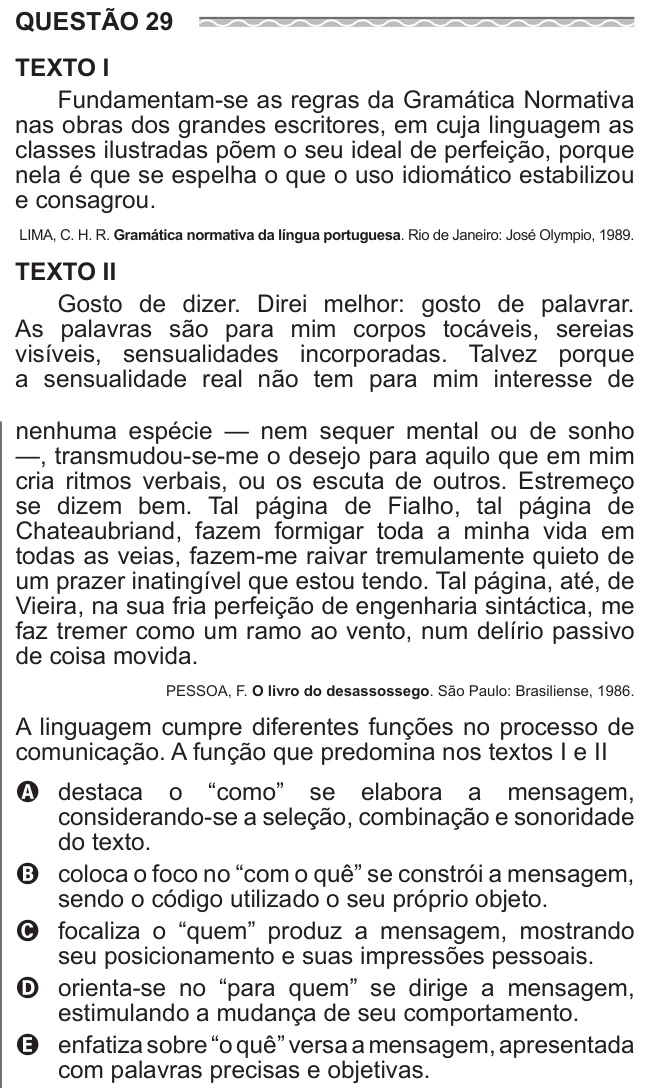 QUESTÃO 29
TEXTO I
Fundamentam-se as regras da Gramática Normativa
nas obras dos grandes escritores, em cuja linguagem as
classes ilustradas põem o seu ideal de perfeição, porque
nela é que se espelha o que o uso idiomático estabilizou
e consagrou.
LIMA, C. H. R. Gramática normativa da língua portuguesa. Rio de Janeiro: José Olympio, 1989.
TEXTO II
Gosto de dizer. Direi melhor: gosto de palavrar.
As palavras são para mim corpos tocáveis, sereias
visíveis, sensualidades incorporadas. Talvez porque
a sensualidade real não tem para mim interesse de
nenhuma espécie — nem sequer mental ou de sonho
—, transmudou-se-me o desejo para aquilo que em mim
cria ritmos verbais, ou os escuta de outros. Estremeço
se dizem bem. Tal página de Fialho, tal página de
Chateaubriand, fazem formigar toda a minha vida em
todas as veias, fazem-me raivar tremulamente quieto de
um prazer inatingível que estou tendo. Tal página, até, de
Vieira, na sua fria perfeição de engenharia sintáctica, me
faz tremer como um ramo ao vento, num delírio passivo
de coisa movida.
PESSOA, F. O livro do desassossego. São Paulo: Brasiliense, 1986.
A linguagem cumpre diferentes funções no processo de
comunicação. A função que predomina nos textos I e II
A destaca o “como” se elabora a mensagem,
considerando-se a seleção, combinação e sonoridade
do texto.
B coloca o foco no “com o quê” se constrói a mensagem,
sendo o código utilizado o seu próprio objeto.
C focaliza o “quem” produz a mensagem, mostrando
seu posicionamento e suas impressões pessoais.
D orienta-se no “para quem” se dirige a mensagem,
estimulando a mudança de seu comportamento.
E enfatiza sobre “o quê” versa a mensagem, apresentada
com palavras precisas e objetivas.